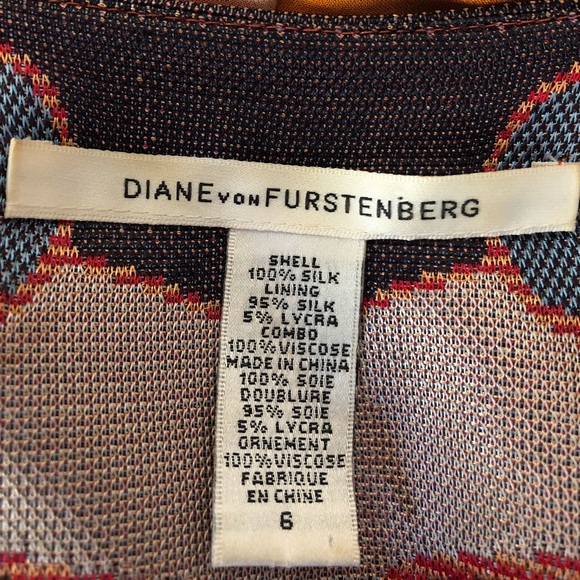 DIANE VON FURSTENBERG
SHELL
100% SILK
LINING
95% SILK
5% LYCRA
COMBO
100% VISCOSE
MADE IN CHINA
100% SOIE
DOUBLURE
95% SOIE
5% LYCRA
ORNEMENT
100% VISCOSE
FABRIQUE
EN CHINE
6